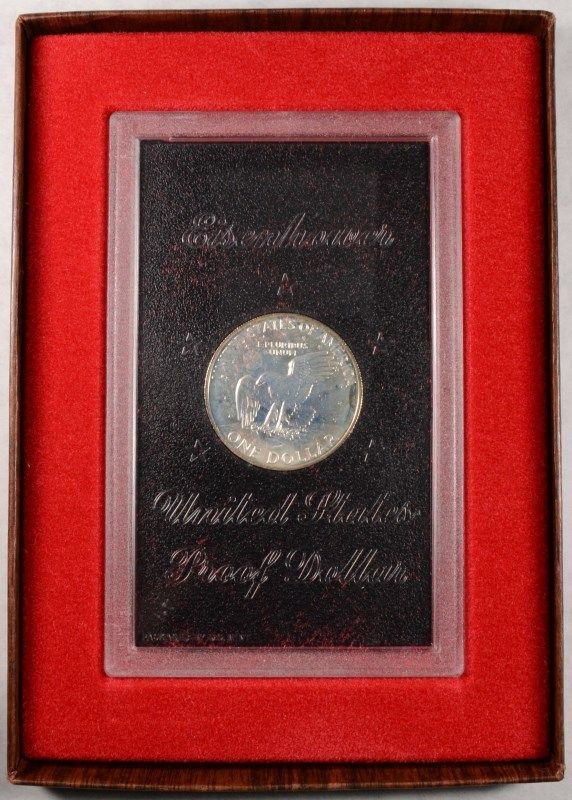 Eisenhower
UNITED STATES OF AMERICA
E PLURIBUS
UNUM
ONE DOLLAR
United States
Proof Dollar